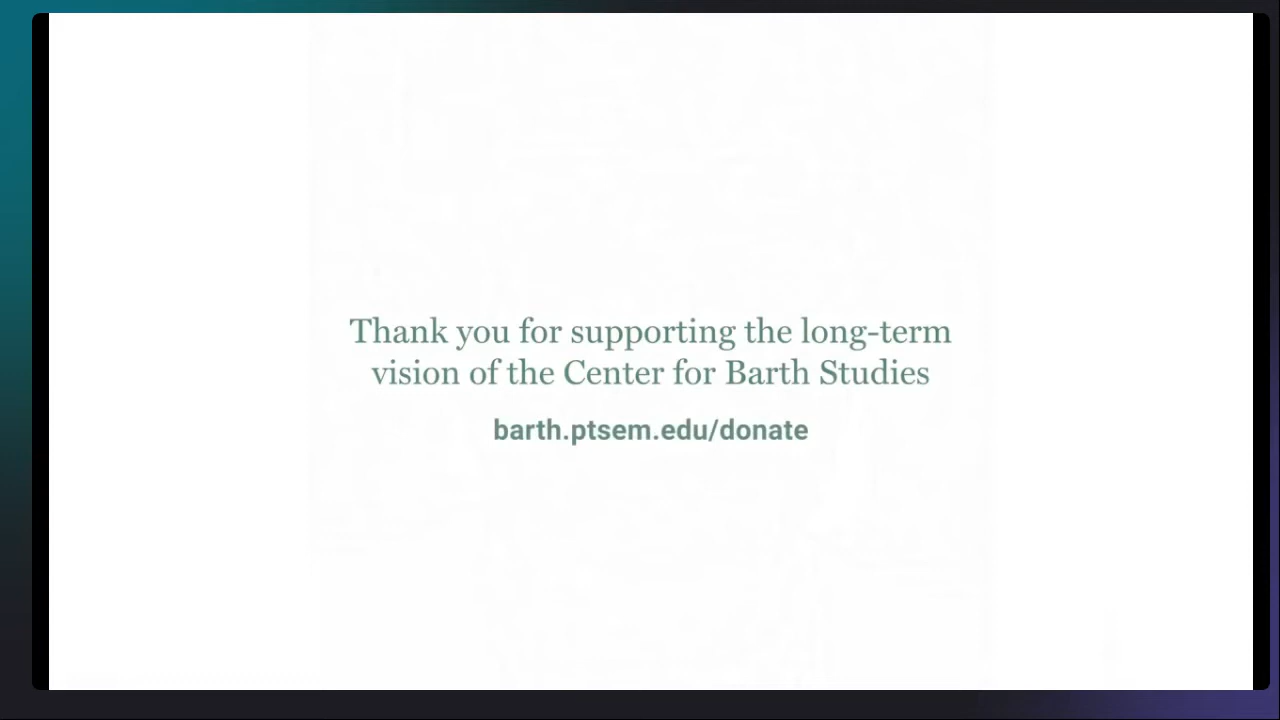 Thank you for supporting the long-term
vision of the Center for Barth Studies
barth.ptsem.edu/donate